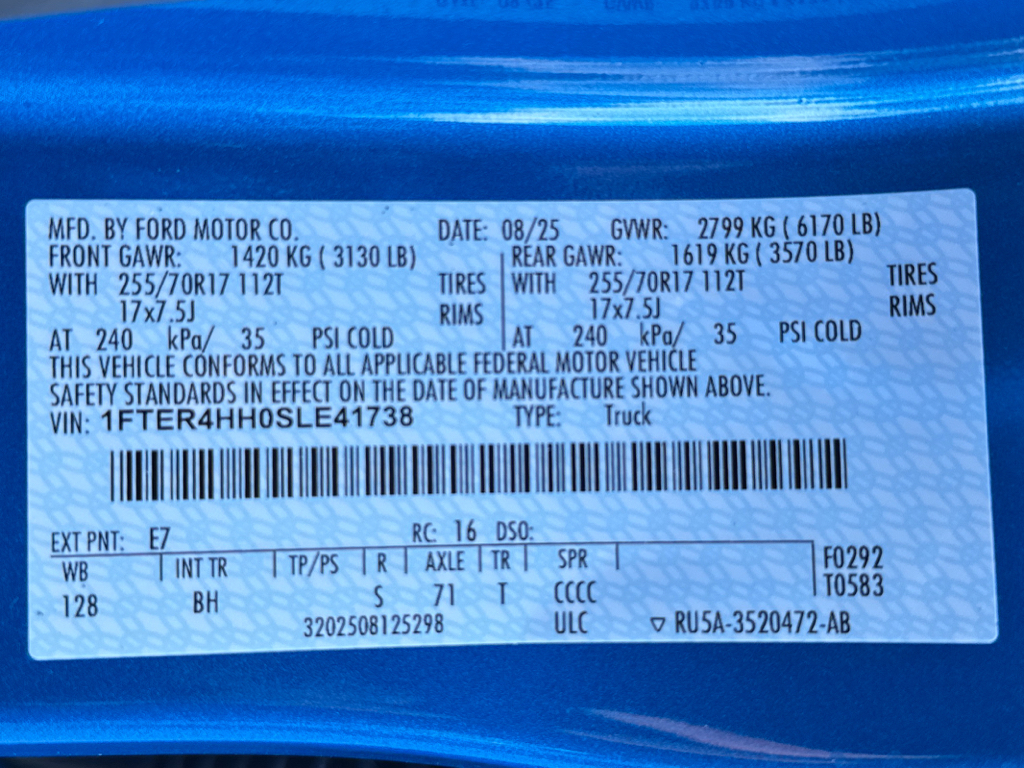 MFD. BY FORD MOTOR CO. DATE: 08/25 GVWR: 2799 KG ( 6170 LB)
FRONT GAWR: 1420 KG ( 3130 LB) REAR GAWR: 1619 KG ( 3570 LB)
WITH 255/70R17 112T TIRES WITH 255/70R17 112T TIRES
17x7.5J RIMS 17x7.5J RIMS
AT 240 kPa/ 35 PSI COLD AT 240 kPa/ 35 PSI COLD
THIS VEHICLE CONFORMS TO ALL APPLICABLE FEDERAL MOTOR VEHICLE
SAFETY STANDARDS IN EFFECT ON THE DATE OF MANUFACTURE SHOWN ABOVE.
VIN: 1FTER4HH0SLE41738 TYPE: Truck
EXT PNT: E7 RC: 16 DSO:
WB INT TR TP/PS R AXLE TR SPR F0292
128 BH S 71 T CCCC T0583
3202508125298 ULC ▽ RU5A-3520472-AB